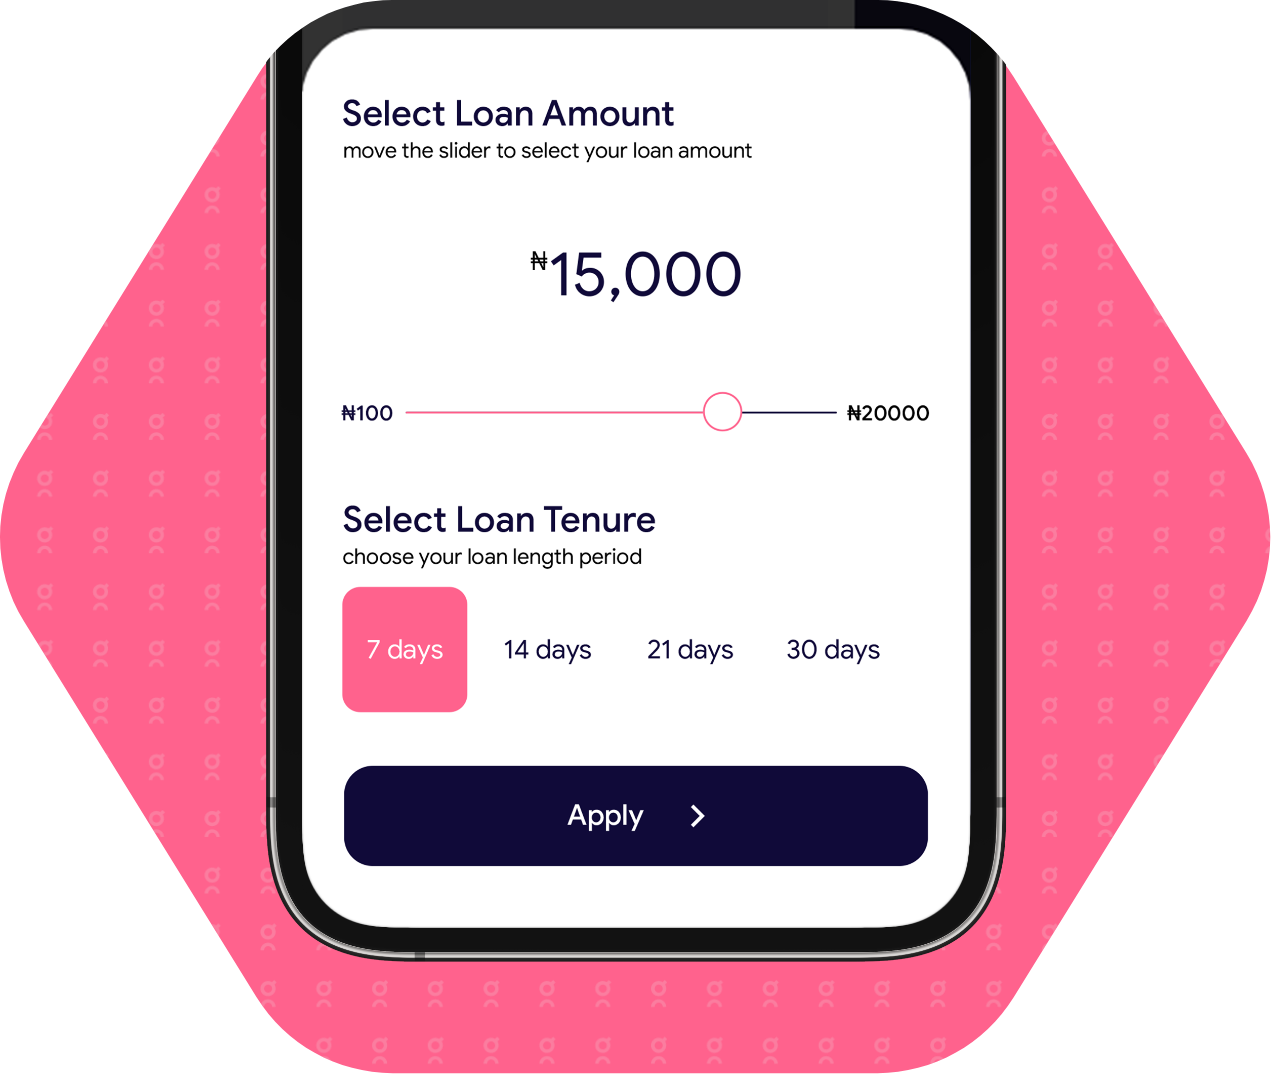 Select Loan Amount
move the slider to select your loan amount
₦15,000
₦100 ₦20000
Select Loan Tenure
choose your loan length period
7 days 14 days 21 days 30 days
Apply